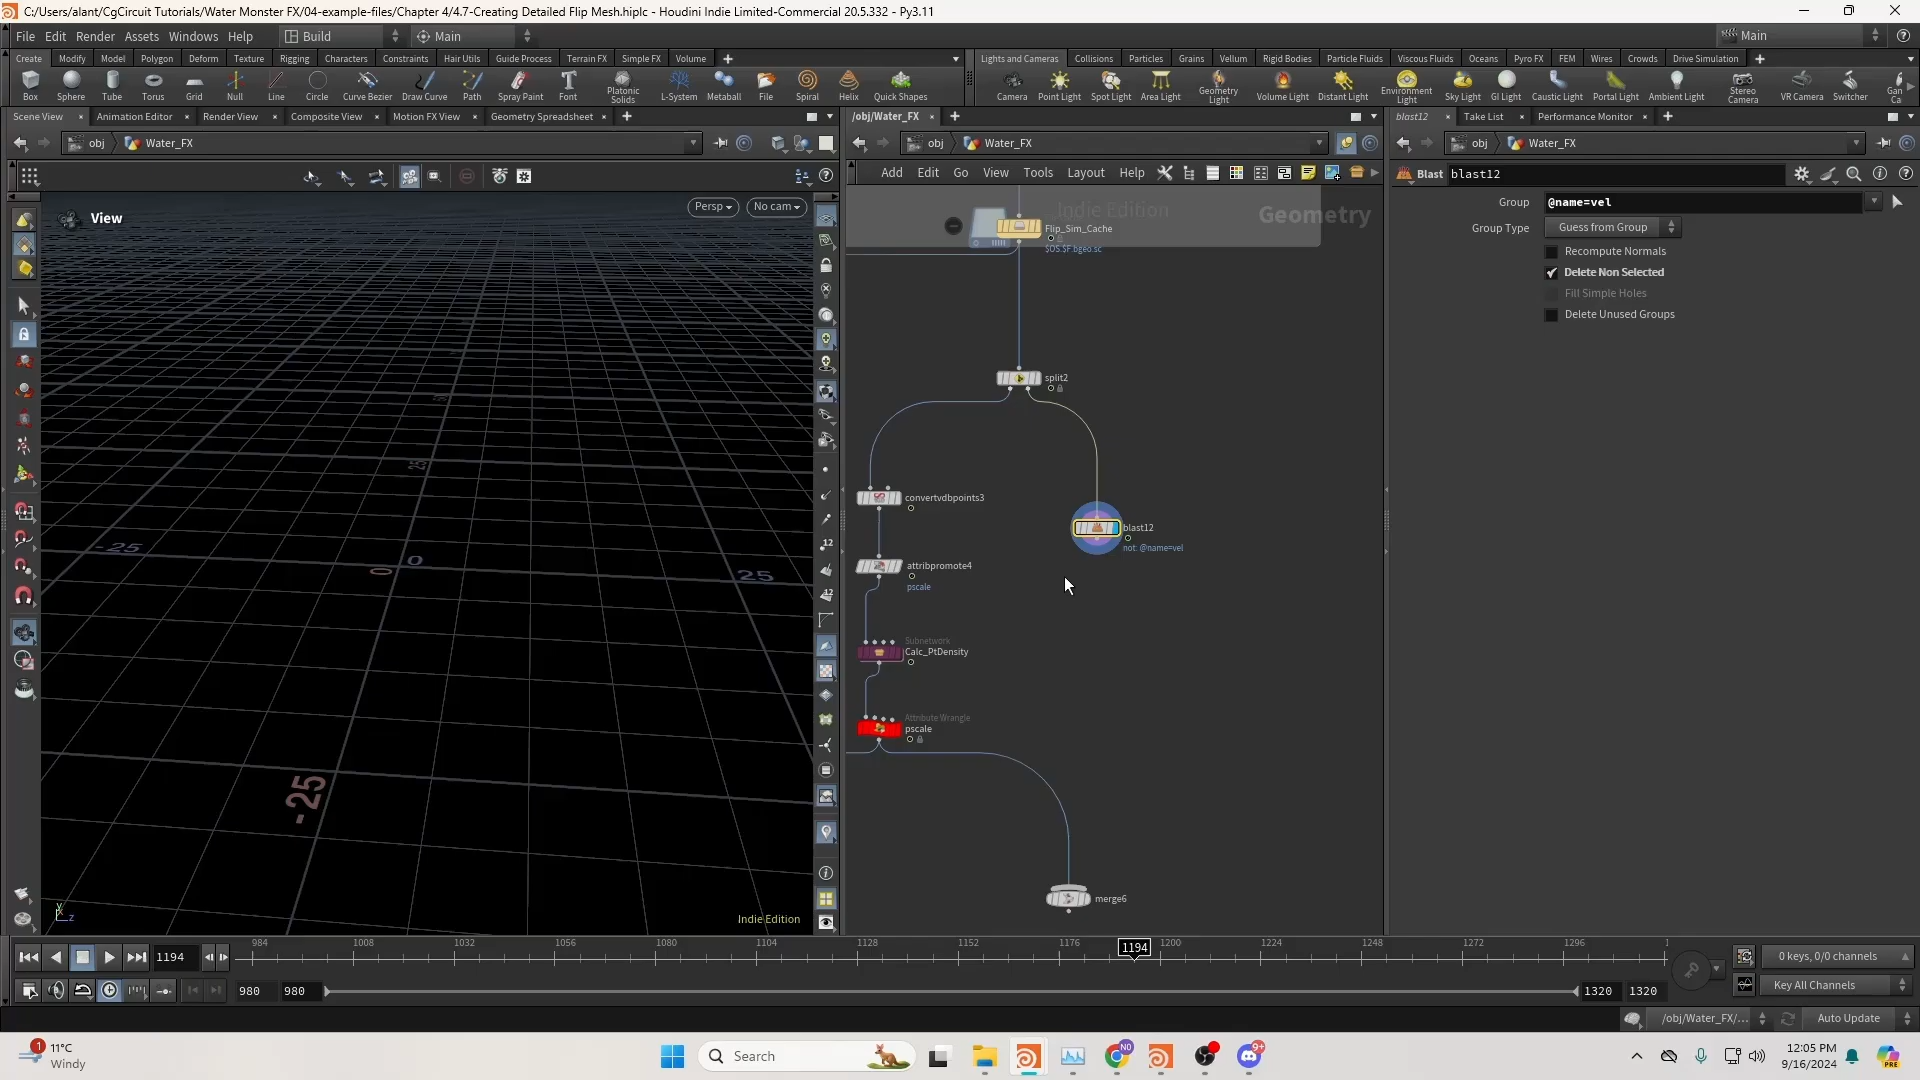 C:/Users/alant/CgCircuit Tutorials/Water Monster FX/04-example-files/Chapter 4/4.7-Creating Detailed Flip Mesh.hiplc - Houdini Indie Limited-Commercial 20.5.332 - Py3.11
File Edit Render Assets Windows Help Build Main Main
Create Modify Model Polygon Deform Texture Rigging Characters Constraints Hair Utils Guide Process Terrain FX Simple FX Volume
Lights and Cameras Collisions Particles Grains Vellum Rigid Bodies Particle Fluids Viscous Fluids Oceans Pyro FX FEM Wires Crowds Drive Simulation
Box Sphere Tube Torus Grid Null Line Circle Curve Bezier Draw Curve Path Spray Paint Font Platonic Solids L-System Metaball File Spiral Helix Quick Shapes
Camera Point Light Spot Light Area Light Geometry Light Volume Light Distant Light Environment Light Sky Light GI Light Caustic Light Portal Light Ambient Light Stereo Camera VR Camera Switcher Gan Ca
Scene View Animation Editor Render View Composite View Motion FX View Geometry Spreadsheet
/obj/Water_FX
blast12 Take List Performance Monitor
obj Water_FX
obj Water_FX
obj Water_FX
Add Edit Go View Tools Layout Help
Blast blast12
View
Persp No cam
Indie Edition
Geometry
Group @name=vel
Group Type Guess from Group
Recompute Normals
Delete Non Selected
Fill Simple Holes
Delete Unused Groups
Flip_Sim_Cache
$OS.$F.bgeo.sc
split2
convertvdbpoints3
blast12
not: @name=vel
attribpromote4
pscale
Subnetwork
Calc_PtDensity
Attribute Wrangle
pscale
merge6
-25 0 0 25
25
-25
Indie Edition
1194
984 1008 1032 1056 1080 1104 1128 1152 1176 1194 1200 1224 1248 1272 1296
0 keys, 0/0 channels
980 980 1320 1320
Key All Channels
/obj/Water_FX/... Auto Update
1
11°C
Windy
Search
N0
9+
12:05 PM
9/16/2024
PRE